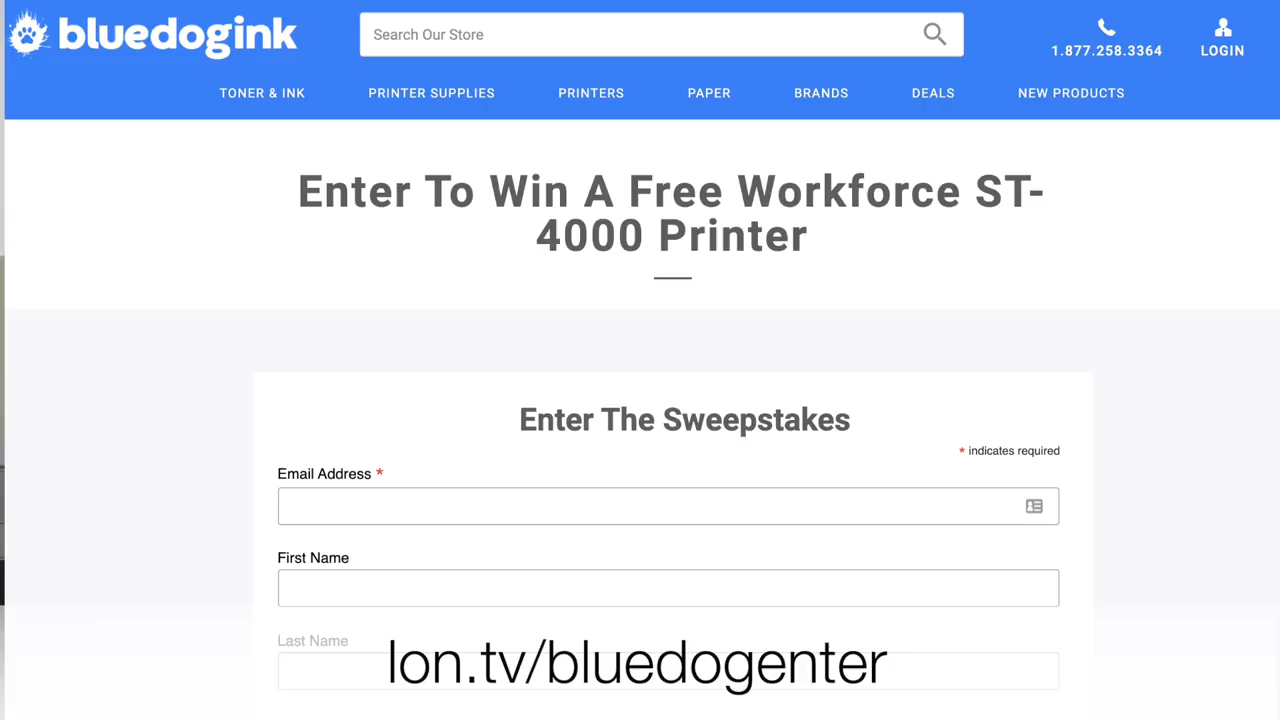 bluedogink
Search Our Store
1.877.258.3364
LOGIN
TONER & INK
PRINTER SUPPLIES
PRINTERS
PAPER
BRANDS
DEALS
NEW PRODUCTS
Enter To Win A Free Workforce ST-
4000 Printer
Enter The Sweepstakes
* indicates required
Email Address *
First Name
Last Name
lon.tv/bluedogenter